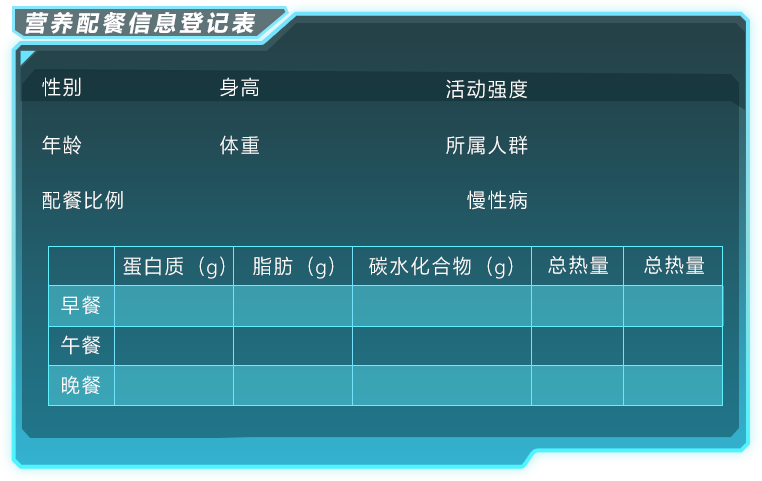 营养配餐信息登记表
性别 身高 活动强度
年龄 体重 所属人群
配餐比例 慢性病
蛋白质（g） 脂肪（g） 碳水化合物（g） 总热量 总热量
早餐
午餐
晚餐